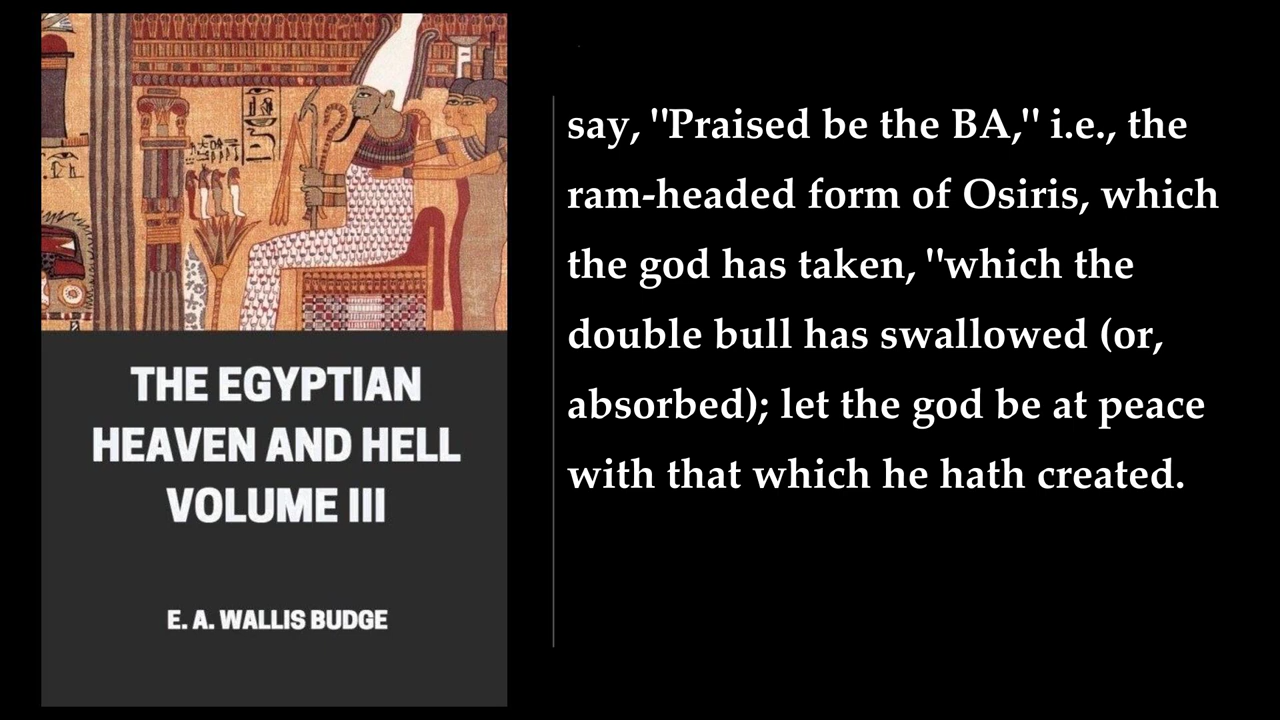 THE EGYPTIAN
HEAVEN AND HELL
VOLUME III
E. A. WALLIS BUDGE
say, "Praised be the BA," i.e., the
ram-headed form of Osiris, which
the god has taken, "which the
double bull has swallowed (or,
absorbed); let the god be at peace
with that which he hath created.